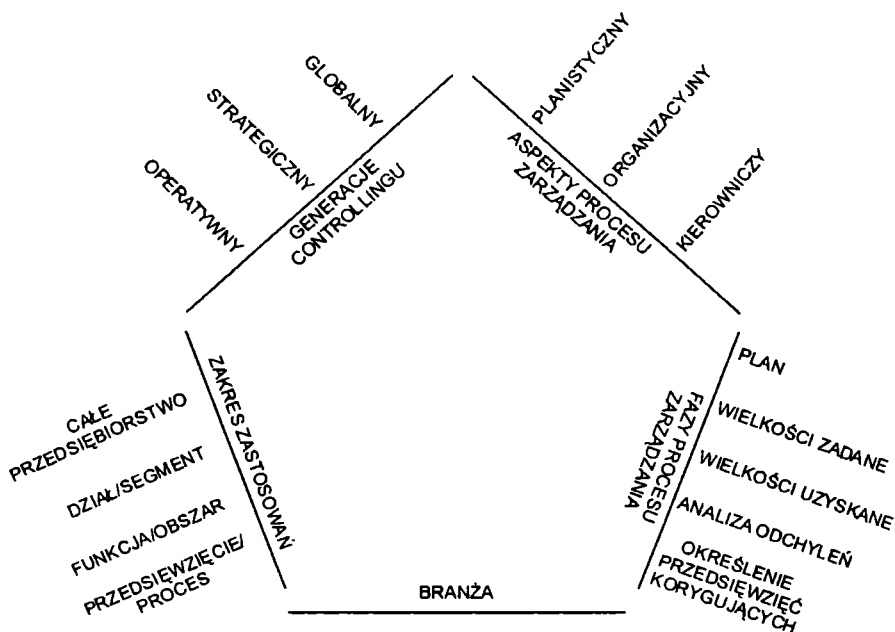 GLOBALNY
STRATEGICZNY
OPERATYWNY
GENERACJE
CONTROLLINGU
PLANISTYCZNY
ORGANIZACYJNY
KIEROWNICZY
ASPEKTY PROCESU
ZARZĄDZANIA
ZAKRES ZASTOSOWAŃ
CAŁE
PRZEDSIĘBIORSTWO
DZIAŁ/SEGMENT
FUNKCJA/OBSZAR
PRZEDSIĘWZIĘCIE/
PROCES
FAZY PROCESU
ZARZĄDZANIA
PLAN
WIELKOŚCI ZADANE
WIELKOŚCI UZYSKANE
ANALIZA ODCHYLEŃ
OKREŚLENIE
PRZEDSIĘWZIĘĆ
KORYGUJĄCYCH
BRANŻA